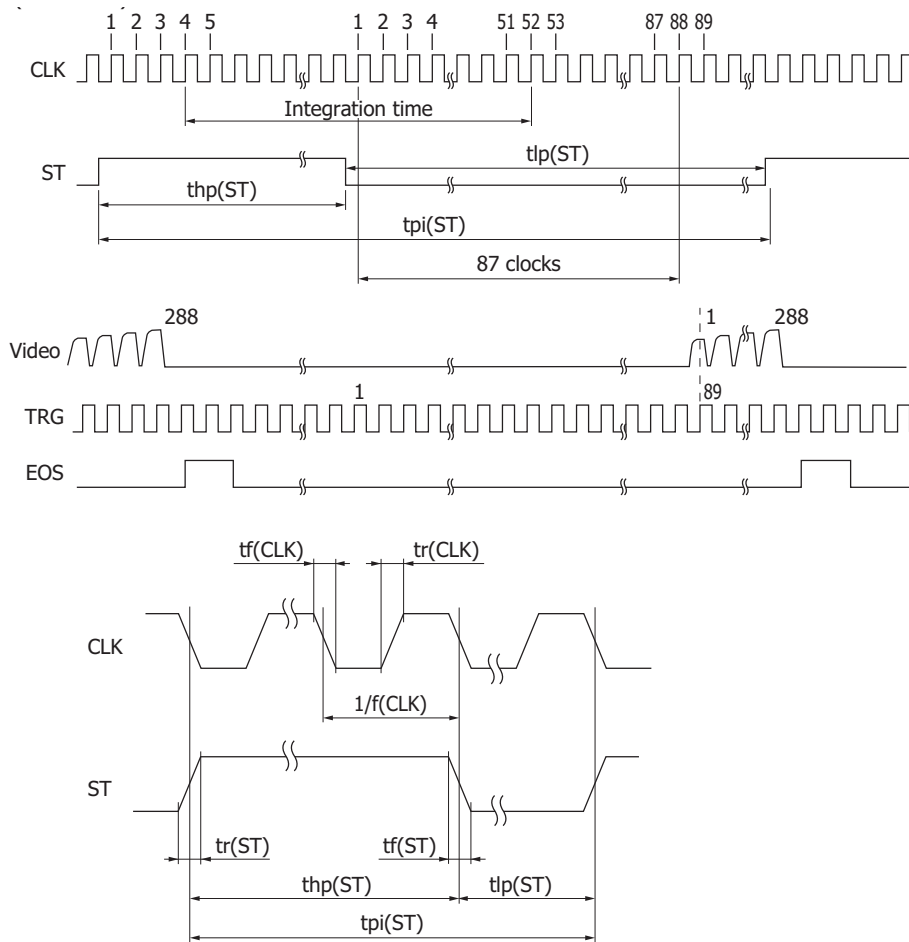 1 2 3 4 5 1 2 3 4 51 52 53 87 88 89
CLK
Integration time
tlp(ST)
ST
thp(ST)
tpi(ST)
87 clocks
288 1 288
Video
1 89
TRG
EOS
tf(CLK) tr(CLK)
CLK
1/f(CLK)
ST
tr(ST) tf(ST)
thp(ST) tlp(ST)
tpi(ST)